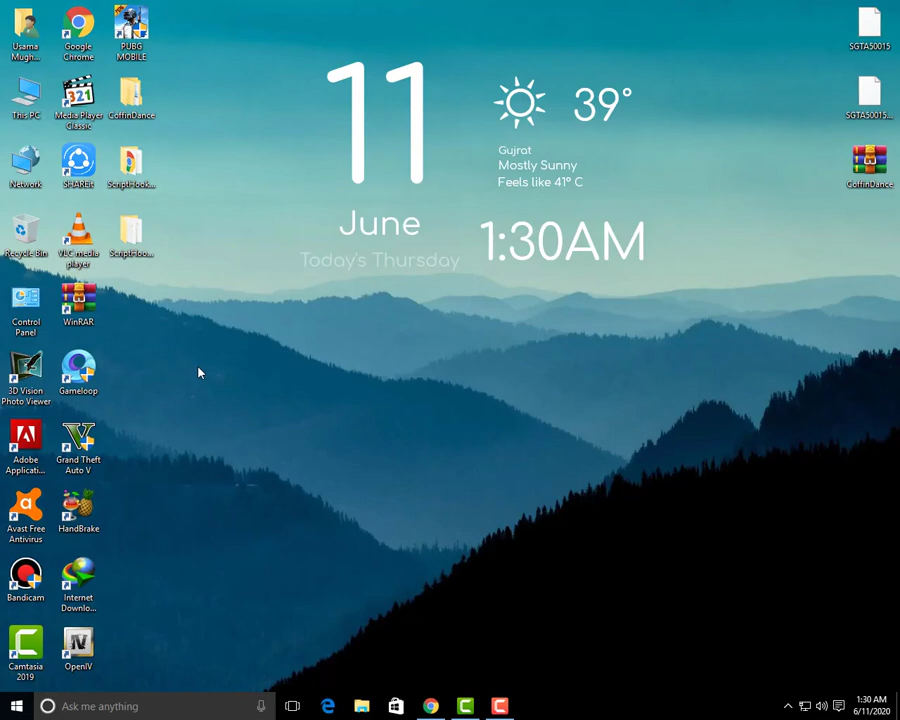 Usama
Mugh...
Google
Chrome
PUBG
MOBILE
This PC
Media Player
Classic
CoffinDance
Network
SHAREit
ScriptHook...
Recycle Bin
VLC media
player
ScriptHoo...
Control
Panel
WinRAR
3D Vision
Photo Viewer
Gameloop
Adobe
Applicati...
Grand Theft
Auto V
Avast Free
Antivirus
HandBrake
Bandicam
Internet
Downlo...
Camtasia
2019
OpenIV
11
June
Today's Thursday
39°
Gujrat
Mostly Sunny
Feels like 41° C
1:30AM
SGTA50015
SGTA50015...
CoffinDance
Ask me anything
1:30 AM
6/11/2020